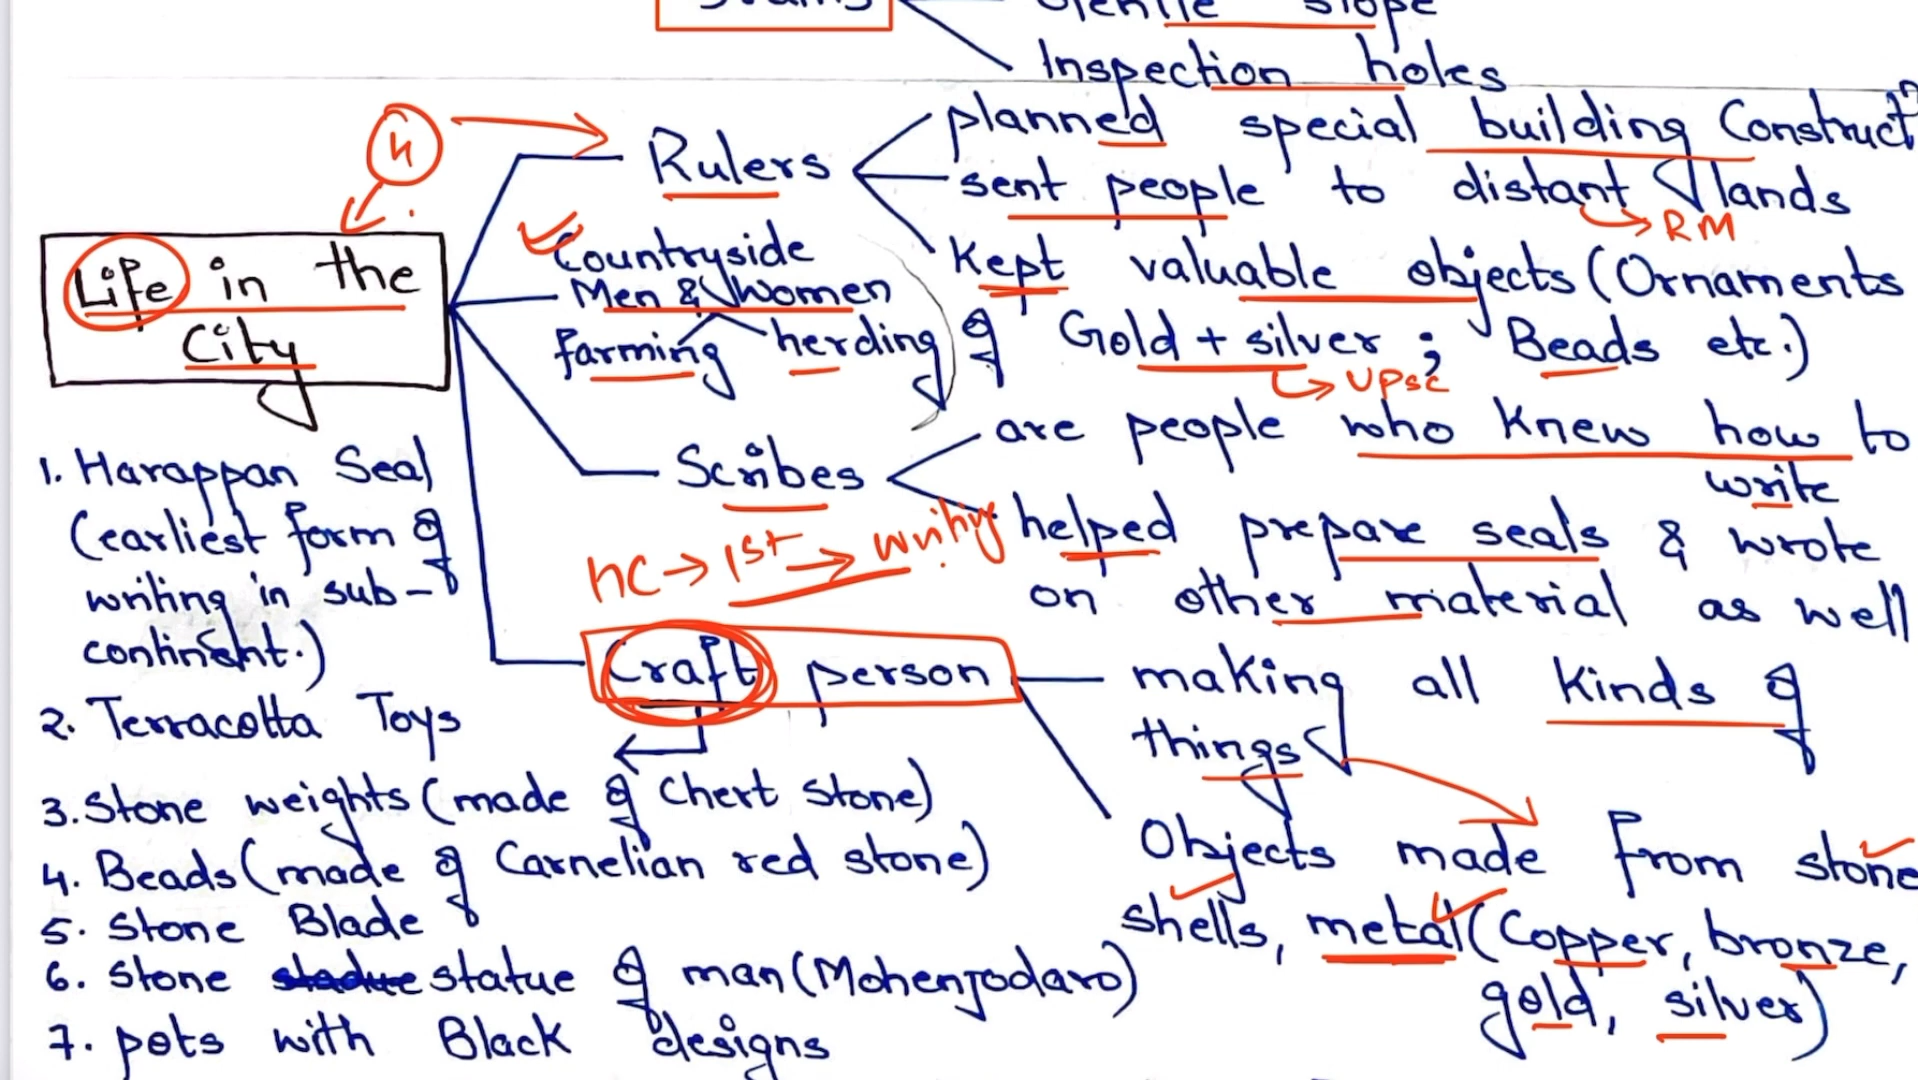 Gentle slope
Inspection holes
H
Rulers
planned special building Construct
sent people to distant lands
RM
Kept valuable objects (Ornaments
of Gold + silver ; Beads etc.)
UPSC
Life in the
City
Countryside
Men & Women
farming herding
Scribes
are people who knew how to
write
helped prepare seals & wrote
on other material as well
HC → 1st → writing
Craft person
making all kinds of
things
Objects made from stone
shells, metal (Copper, bronze,
gold, silver)
1. Harappan Seal
(earliest form of
writing in sub-
continent.)
2. Terracotta Toys
3. Stone weights (made of Chert stone)
4. Beads (made of Carnelian red stone)
5. Stone Blade
6. Stone statue of man (Mohenjodaro)
7. pots with Black designs